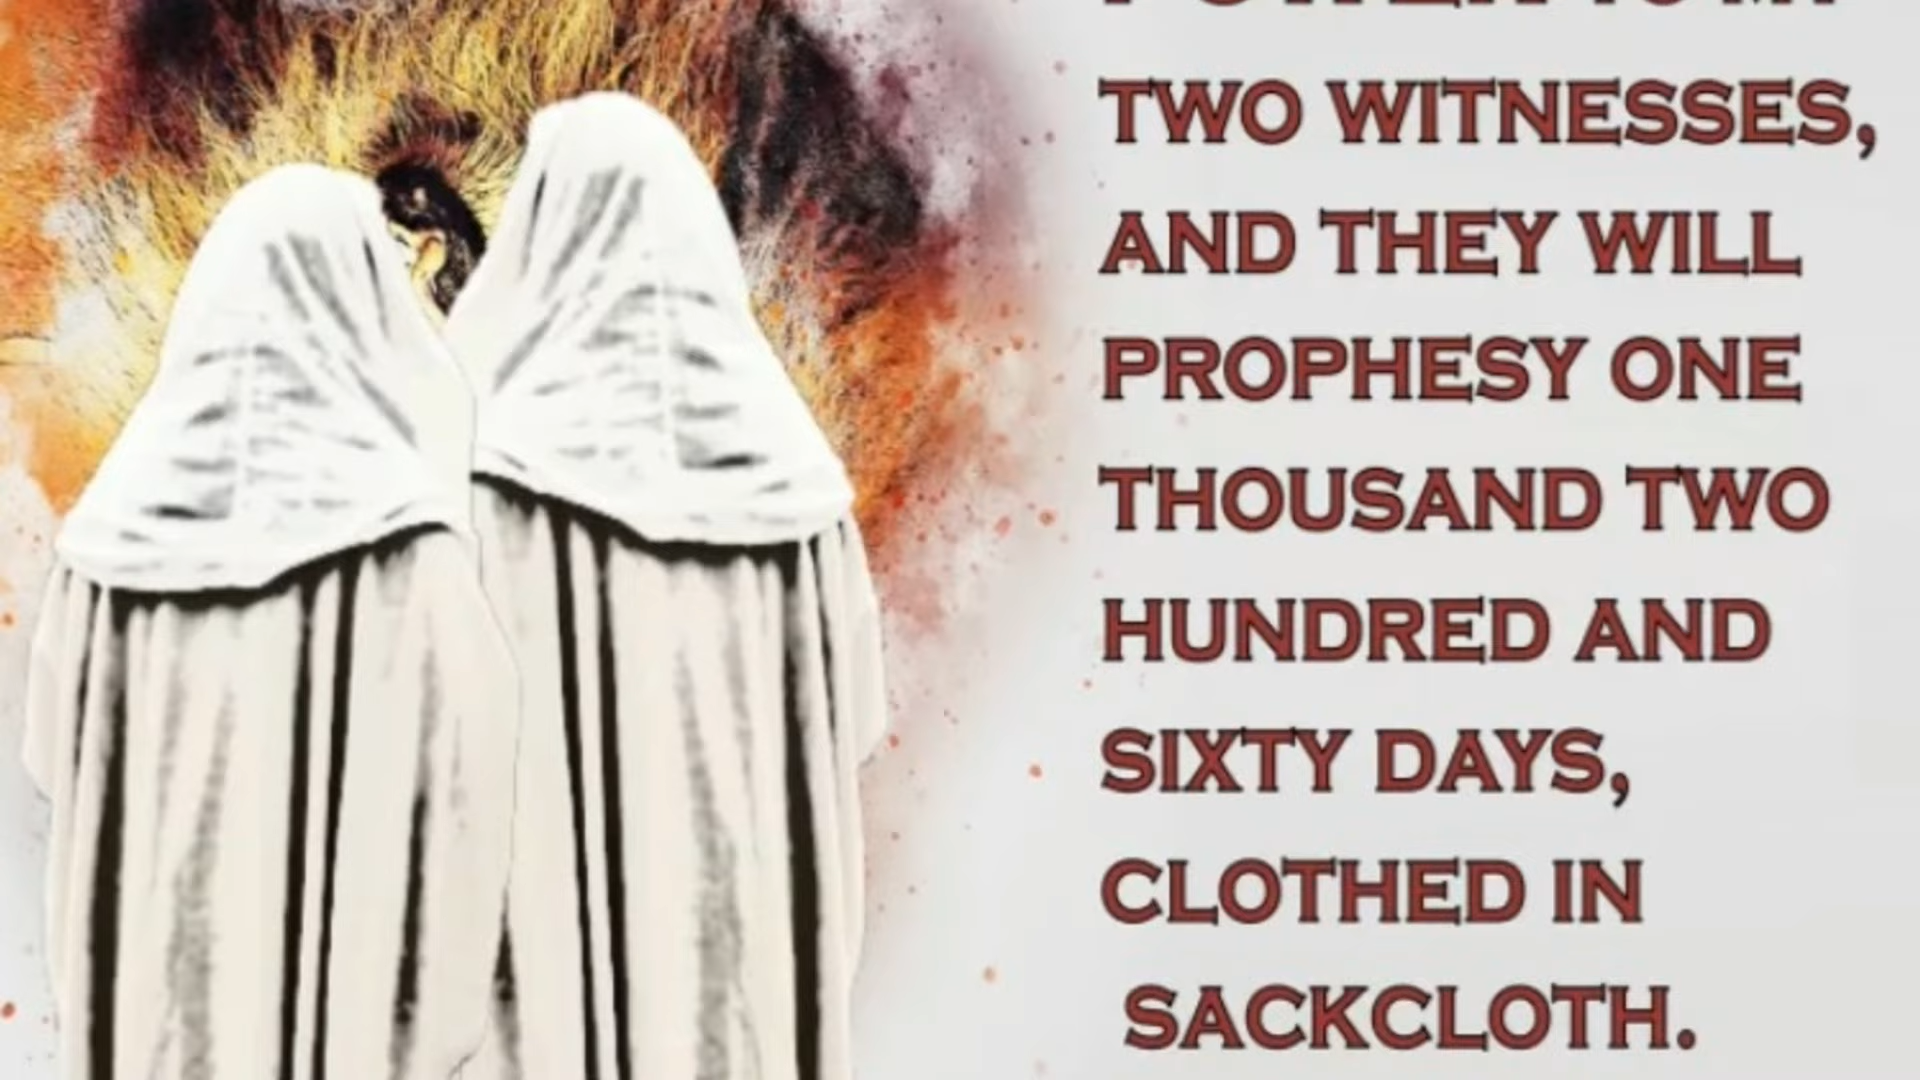 TWO WITNESSES,
AND THEY WILL
PROPHESY ONE
THOUSAND TWO
HUNDRED AND
SIXTY DAYS,
CLOTHED IN
SACKCLOTH.